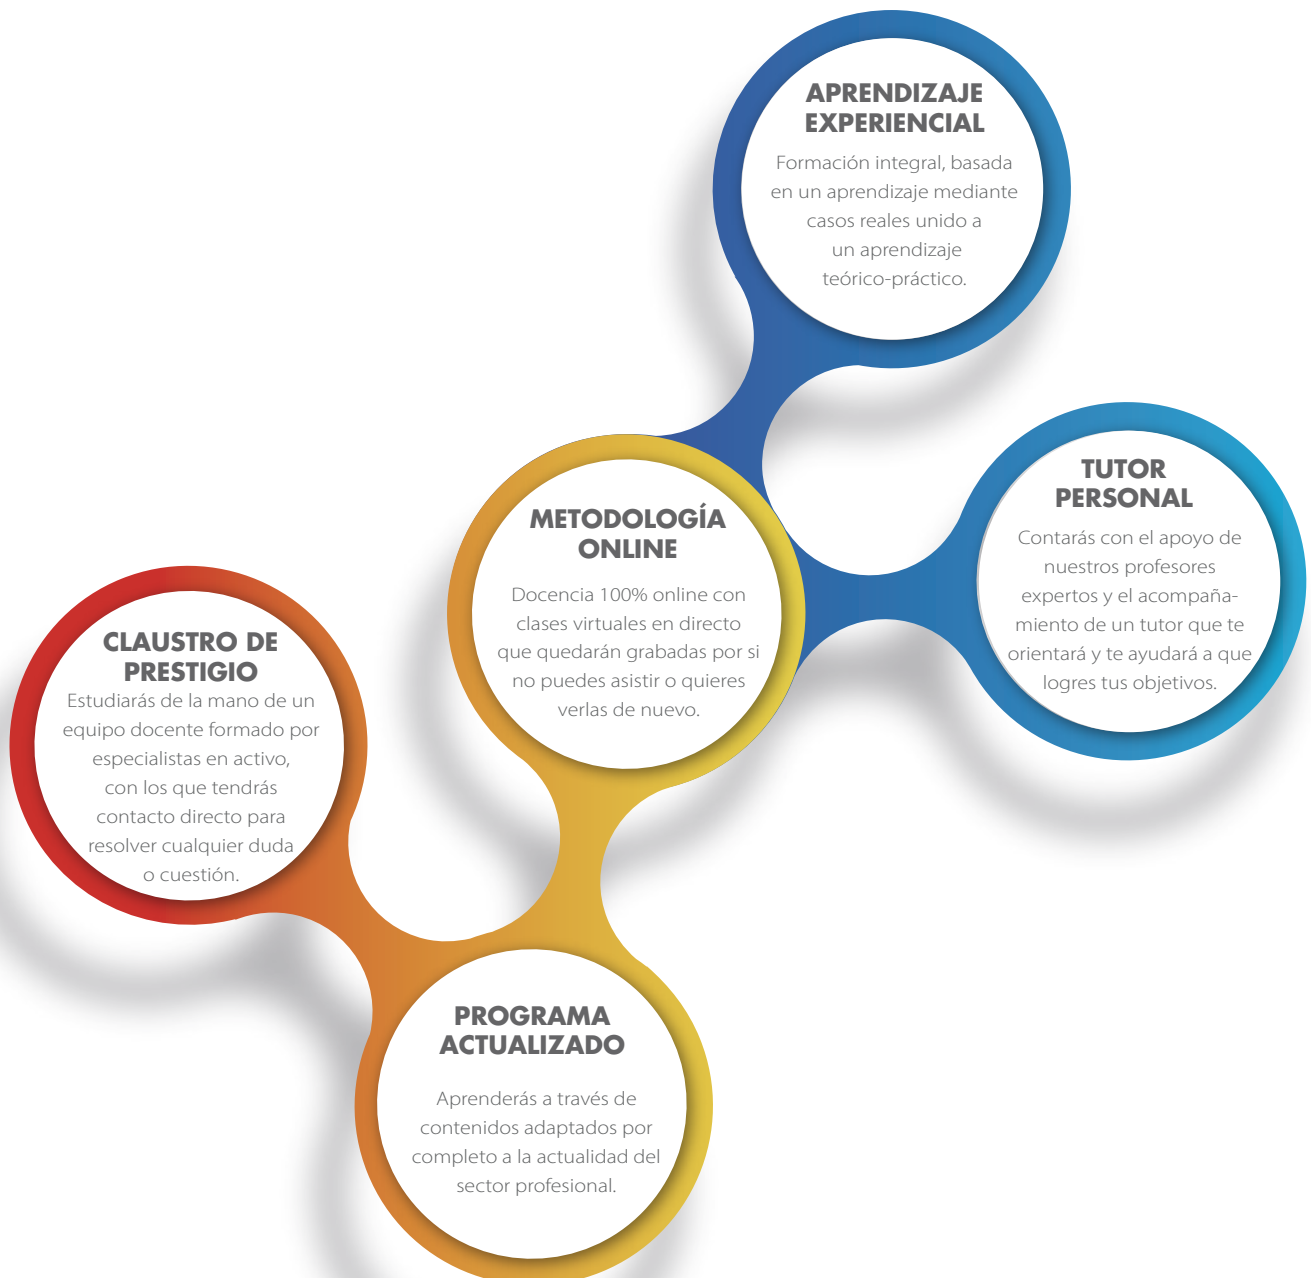 APRENDIZAJE
EXPERIENCIAL
Formación integral, basada
en un aprendizaje mediante
casos reales unido a
un aprendizaje
teórico-práctico.
TUTOR
PERSONAL
Contarás con el apoyo de
nuestros profesores
expertos y el acompaña-
miento de un tutor que te
orientará y te ayudará a que
logres tus objetivos.
METODOLOGÍA
ONLINE
Docencia 100% online con
clases virtuales en directo
que quedarán grabadas por si
no puedes asistir o quieres
verlas de nuevo.
CLAUSTRO DE
PRESTIGIO
Estudiarás de la mano de un
equipo docente formado por
especialistas en activo,
con los que tendrás
contacto directo para
resolver cualquier duda
o cuestión.
PROGRAMA
ACTUALIZADO
Aprenderás a través de
contenidos adaptados por
completo a la actualidad del
sector profesional.